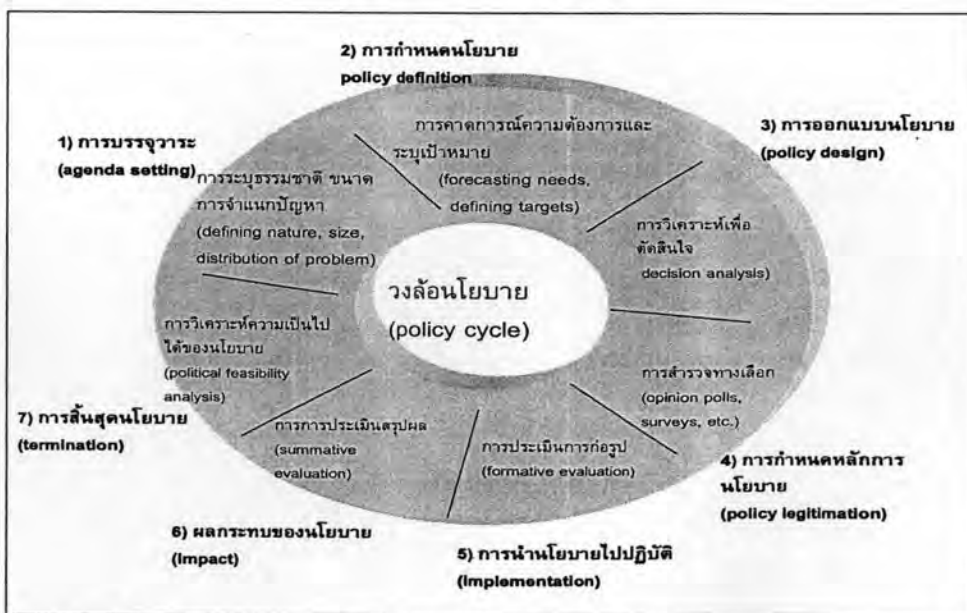 2) การกำหนดนโยบาย
policy definition
1) การบรรจุวาระ
(agenda setting)
การคาดการณ์ความต้องการและ
ระบุเป้าหมาย
(forecasting needs,
defining targets)
3) การออกแบบนโยบาย
(policy design)
การระบุธรรมชาติ ขนาด
การจำแนกปัญหา
(defining nature, size,
distribution of problem)
การวิเคราะห์เพื่อ
ตัดสินใจ
decision analysis)
วงล้อนโยบาย
(policy cycle)
การวิเคราะห์ความเป็นไป
ได้ของนโยบาย
(political feasibility
analysis)
การสำรวจทางเลือก
(opinion polls,
surveys, etc.)
7) การสิ้นสุดนโยบาย
(termination)
การการประเมินสรุปผล
(summative
evaluation)
การประเมินการก่อรูป
(formative evaluation)
4) การกำหนดหลักการ
นโยบาย
(policy legitimation)
6) ผลกระทบของนโยบาย
(impact)
5) การนำนโยบายไปปฏิบัติ
(implementation)